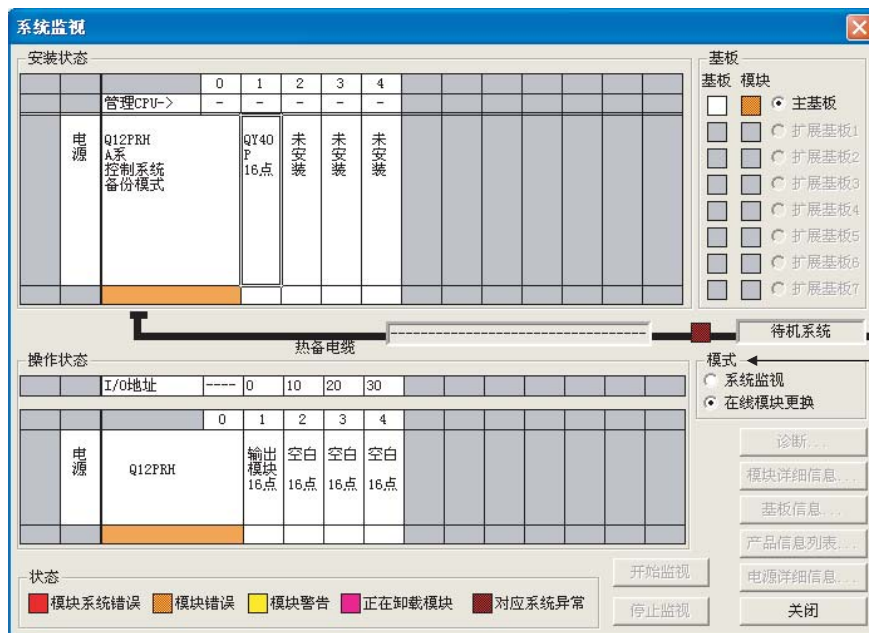 系统监视
安装状态
0 1 2 3 4
管理CPU-> - - - - -
电源
Q12PRH
A系
控制系统
备份模式
QY40
P
16点
未安装
未安装
未安装
基板
基板 模块
主基板
扩展基板1
扩展基板2
扩展基板3
扩展基板4
扩展基板5
扩展基板6
扩展基板7
热备电缆
--------------------------------
待机系统
操作状态
I/O地址 ---- 0 10 20 30
0 1 2 3 4
电源
Q12PRH
输出模块
16点
空白
16点
空白
16点
空白
16点
模式
系统监视
在线模块更换
诊断...
模块详细信息...
基板信息...
产品信息列表...
电源详细信息...
开始监视
停止监视
关闭
状态
模块系统错误 模块错误 模块警告 正在卸载模块 对应系统异常